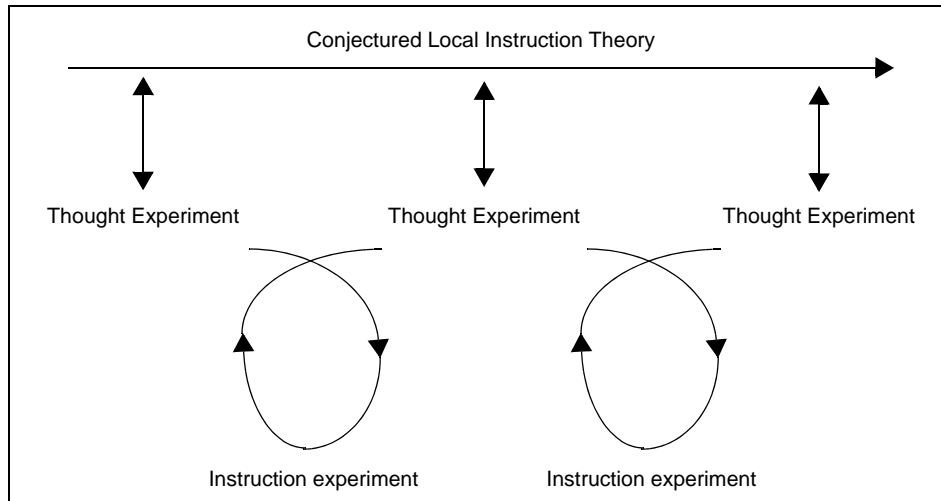 Conjectured Local Instruction Theory
Thought Experiment
Thought Experiment
Thought Experiment
Instruction experiment
Instruction experiment